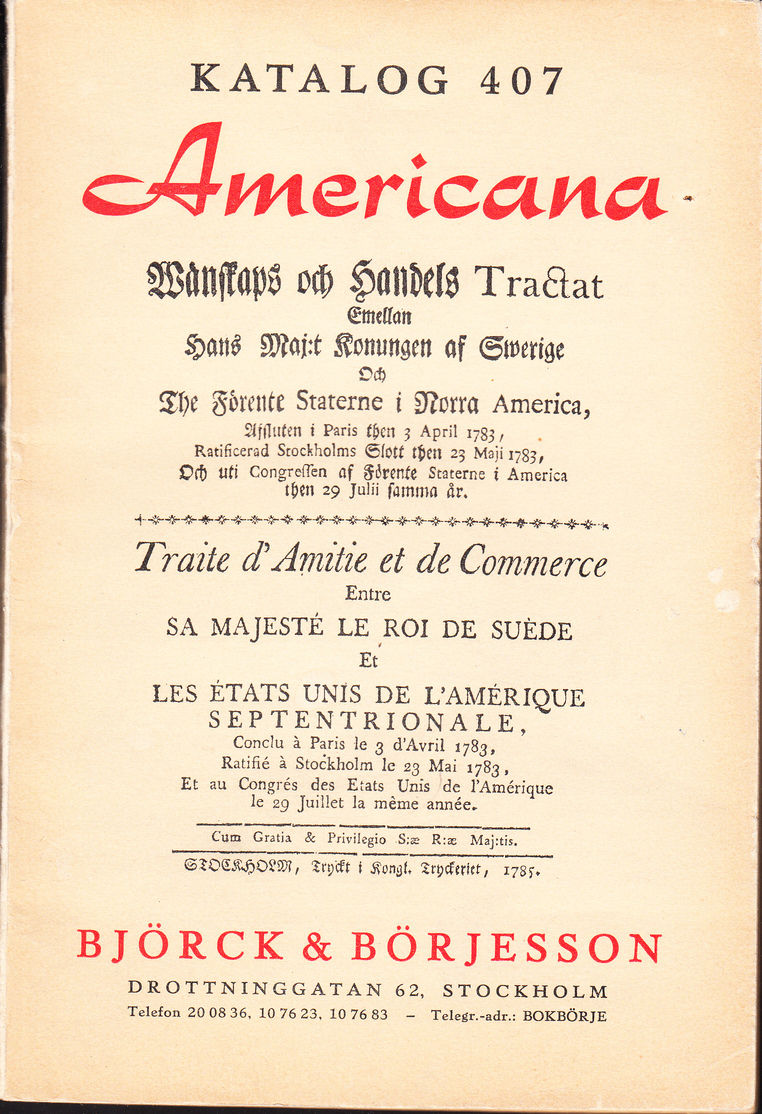 KATALOG 407
Americana
Wänskaps och Handels Tractat
Emellan
Hans Maj:t Konungen af Swerige
Och
The Förente Staterne i Norra America,
Afsluten i Paris then 3 April 1783,
Ratificerad Stockholms Slott then 23 Maji 1783,
Och uti Congressen af Förente Staterne i America
then 29 Julii samma år.
Traite d'Amitie et de Commerce
Entre
SA MAJESTÉ LE ROI DE SUÈDE
Et
LES ÉTATS UNIS DE L'AMÉRIQUE
SEPTENTRIONALE,
Conclu à Paris le 3 d'Avril 1783,
Ratifié à Stockholm le 23 Mai 1783,
Et au Congrés des Etats Unis de l'Amérique
le 29 Juillet la même année.
Cum Gratia & Privilegio S:æ R:æ Maj:tis.
STOCKHOLM, Tryckt i Kongl. Tryckeriet, 1785.
BJÖRCK & BÖRJESSON
DROTTNINGGATAN 62, STOCKHOLM
Telefon 20 08 36, 10 76 23, 10 76 83 – Telegr.-adr.: BOKBÖRJE